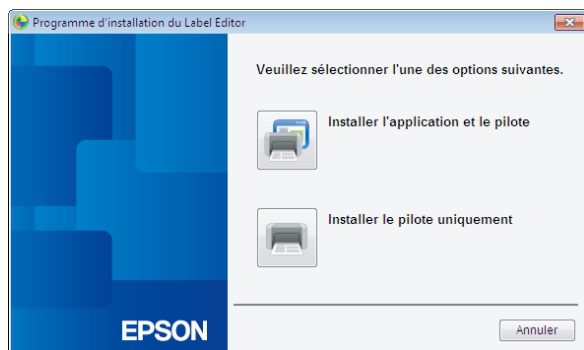 Programme d'installation du Label Editor
Veuillez sélectionner l'une des options suivantes.
Installer l'application et le pilote
Installer le pilote uniquement
EPSON
Annuler